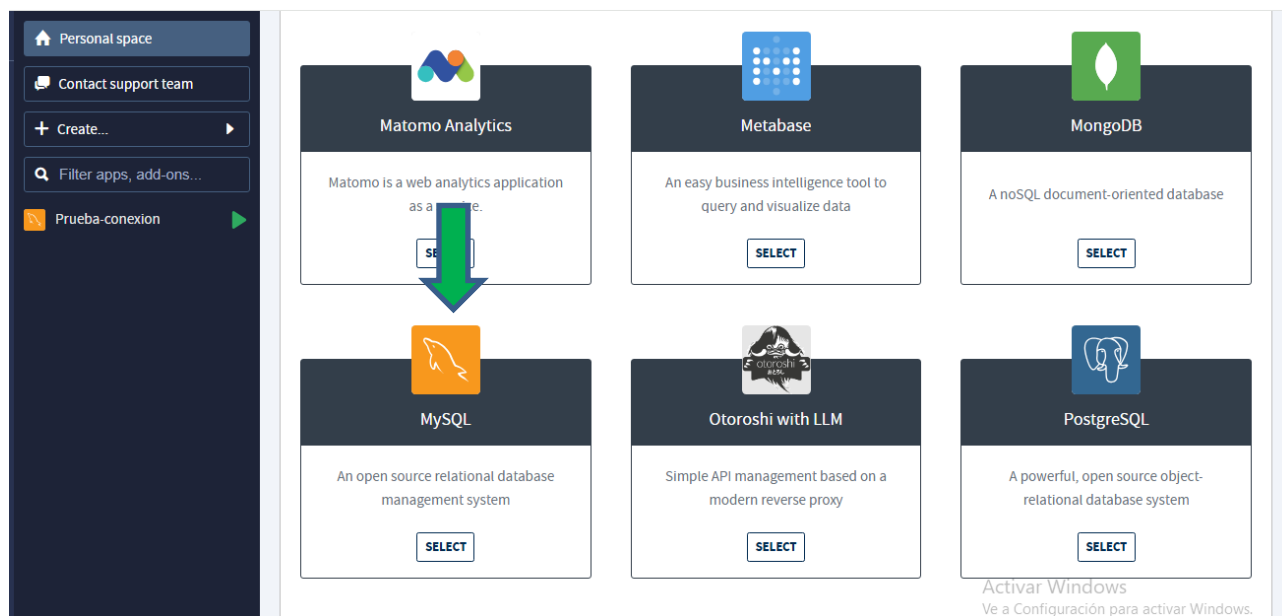 Personal space
Contact support team
Create...
Filter apps, add-ons...
Prueba-conexion
Matomo Analytics
Matomo is a web analytics application
as a
SELECT
Metabase
An easy business intelligence tool to
query and visualize data
SELECT
MongoDB
A noSQL document-oriented database
SELECT
MySQL
An open source relational database
management system
SELECT
otoroshi
Otoroshi with LLM
Simple API management based on a
modern reverse proxy
SELECT
PostgreSQL
A powerful, open source object-
relational database system
SELECT
Activar Windows
Ve a Configuración para activar Windows.